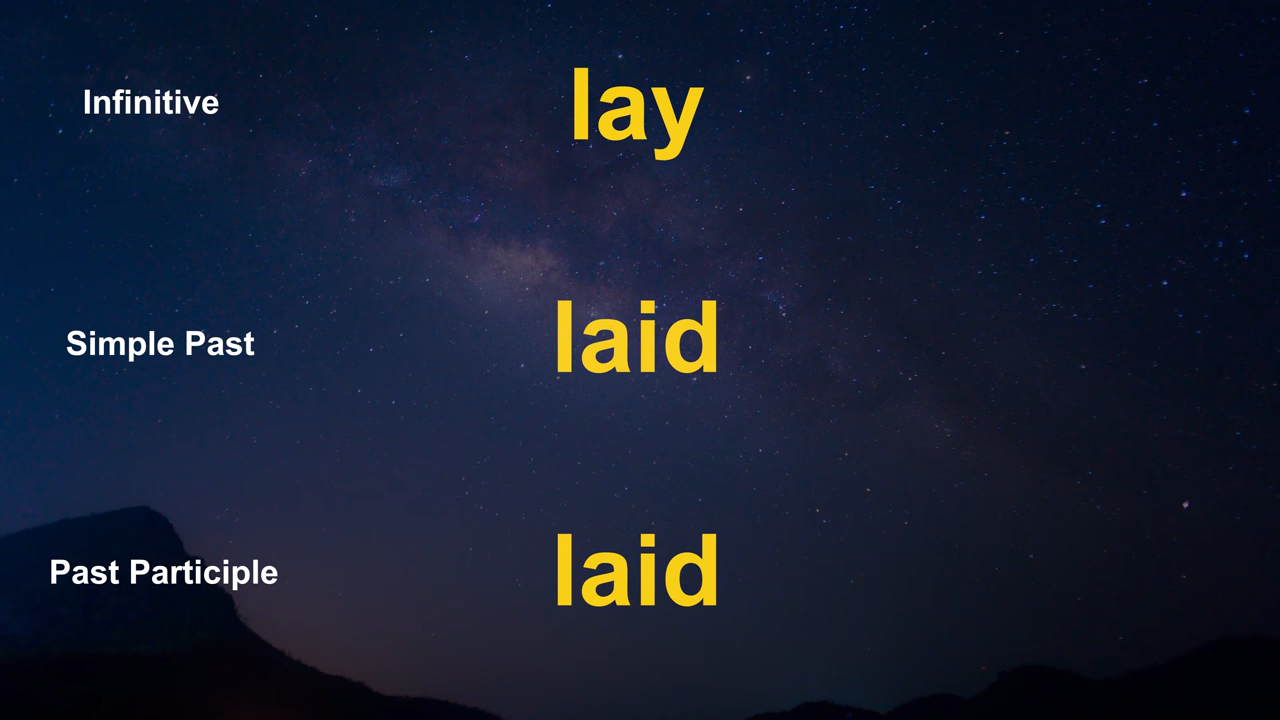 Infinitive
lay
Simple Past
laid
Past Participle
laid